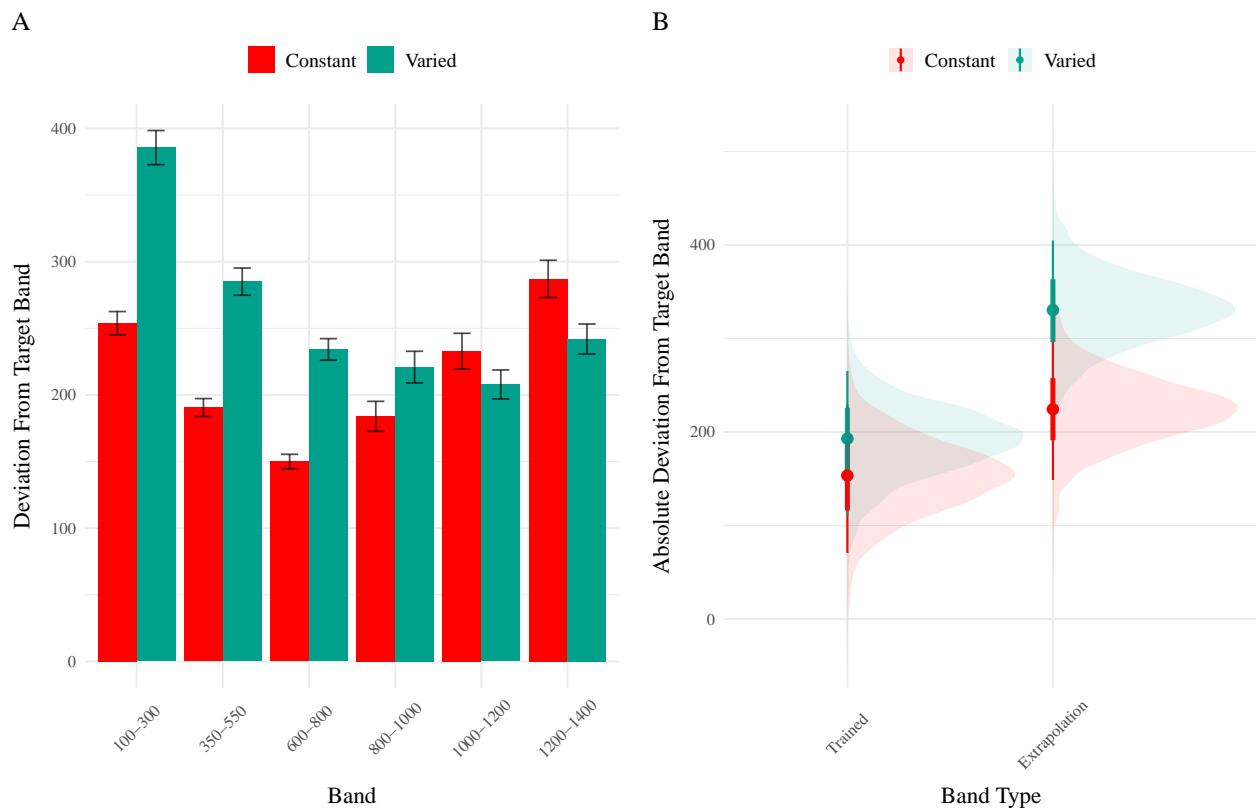 A
Constant
Varied
Deviation From Target Band
400
300
200
100
0
100–300
350–550
600–800
800–1000
1000–1200
1200–1400
Band
B
Constant
Varied
Absolute Deviation From Target Band
400
200
0
Trained
Extrapolation
Band Type